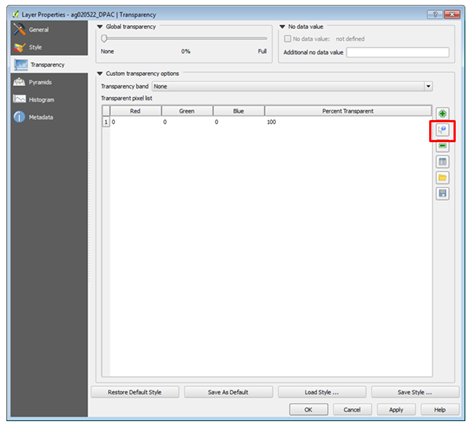 Layer Properties - ag020522_DPAC | Transparency
General
Style
Transparency
Pyramids
Histogram
Metadata
Global transparency
None 0% Full
No data value
No data value: not defined
Additional no data value
Custom transparency options
Transparency band None
Transparent pixel list
Red Green Blue Percent Transparent
1 0 0 0 100
Restore Default Style Save As Default Load Style ... Save Style ...
OK Cancel Apply Help